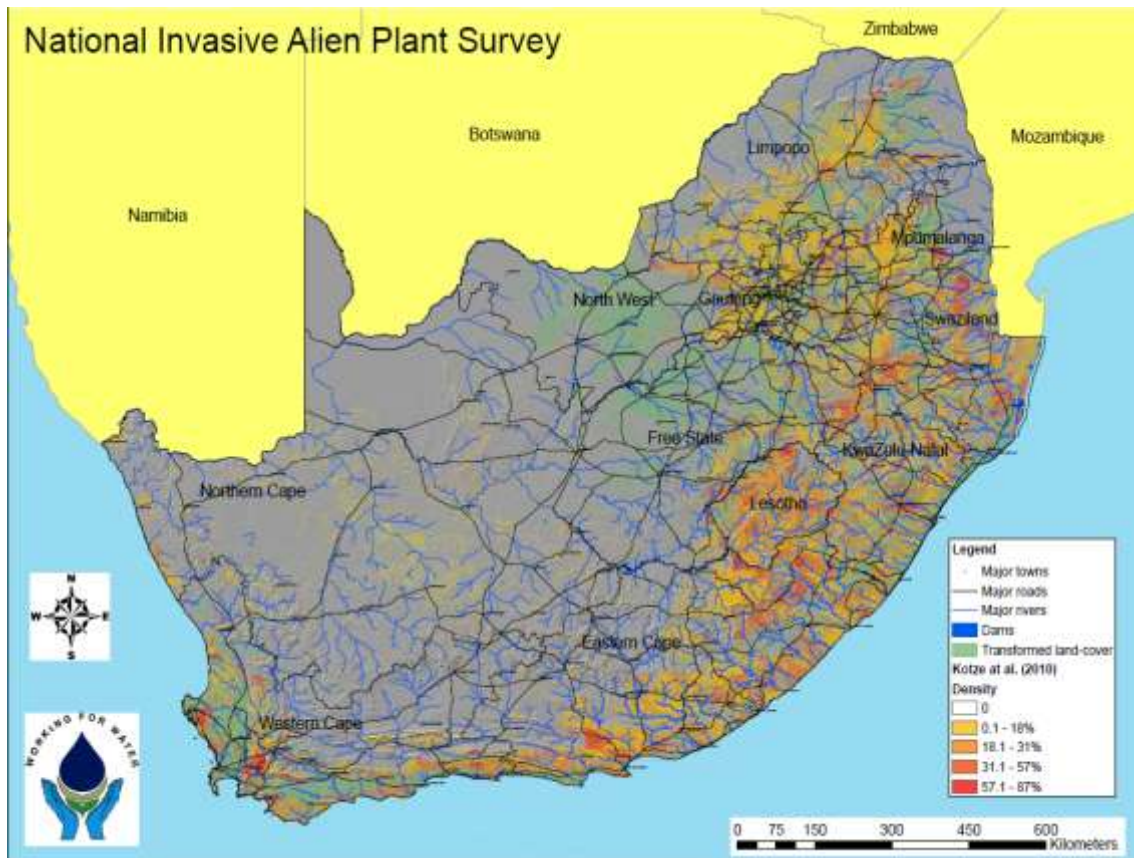 National Invasive Alien Plant Survey
Zimbabwe
Botswana
Mozambique
Namibia
Limpopo
Mpumalanga
North West
Gauteng
Swaziland
Free State
KwaZulu-Natal
Northern Cape
Lesotho
Eastern Cape
Western Cape
N
W E
S
WORKING FOR WATER
Legend
Major towns
Major roads
Major rivers
Dams
Transformed land-cover
Kotze at al. (2010)
Density
0
0.1 - 18%
18.1 - 31%
31.1 - 57%
57.1 - 87%
0 75 150 300 450 600
Kilometers